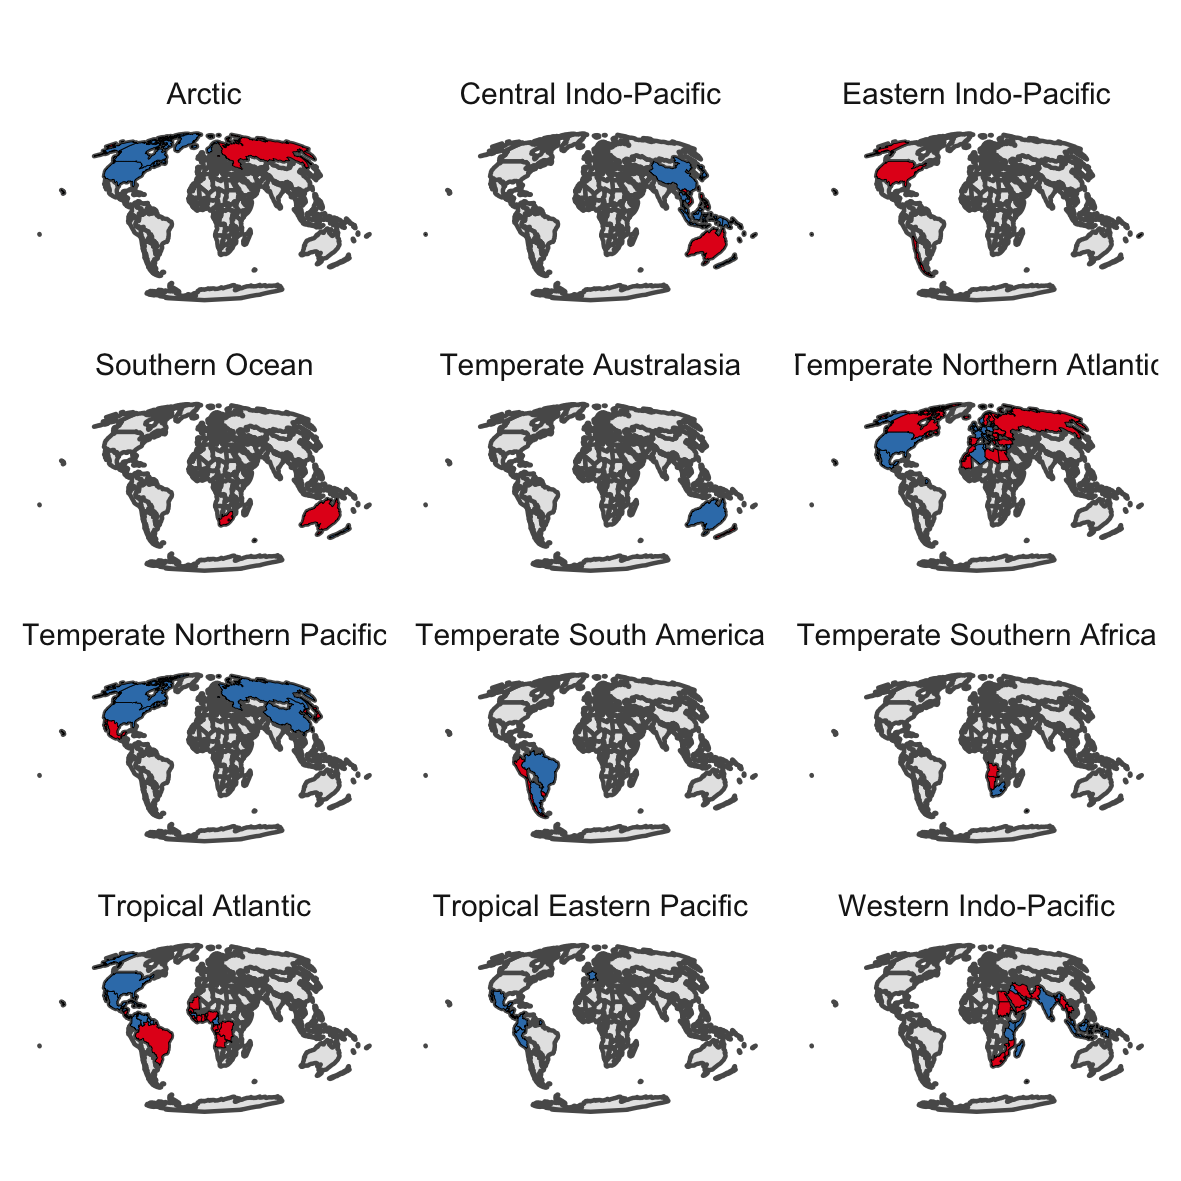 Arctic
Central Indo-Pacific
Eastern Indo-Pacific
Southern Ocean
Temperate Australasia
Temperate Northern Atlantic
Temperate Northern Pacific
Temperate South America
Temperate Southern Africa
Tropical Atlantic
Tropical Eastern Pacific
Western Indo-Pacific